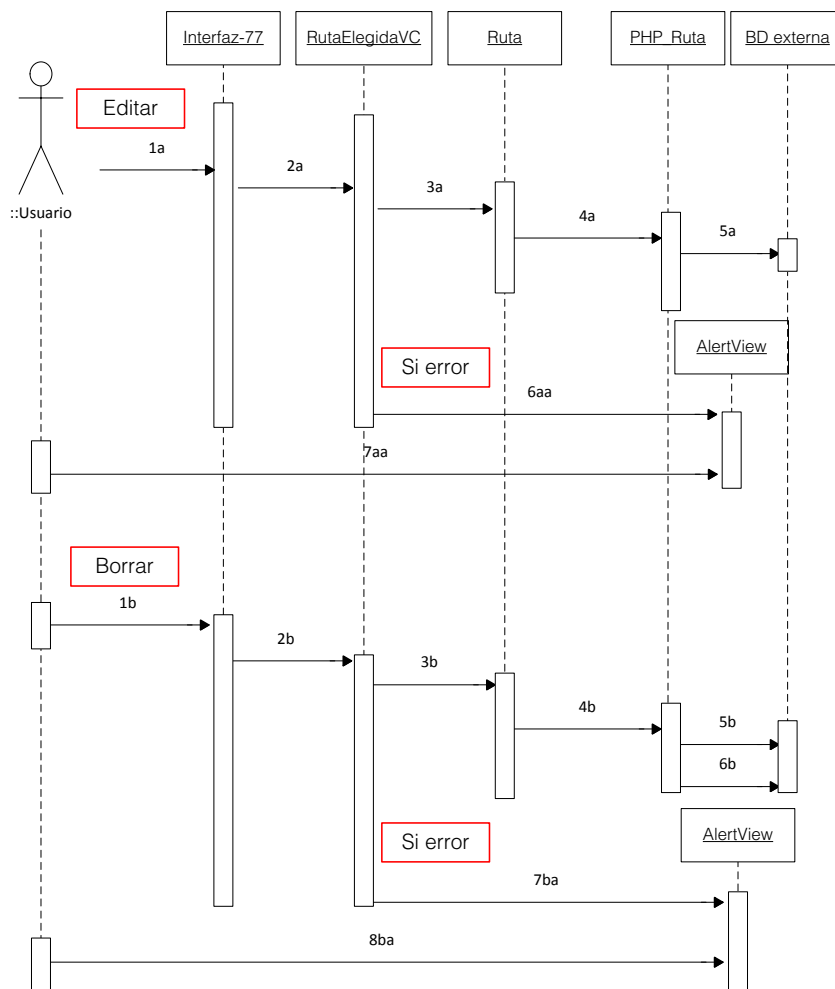 Interfaz-77
RutaElegidaVC
Ruta
PHP_Ruta
BD externa
Editar
1a
2a
3a
4a
5a
::Usuario
AlertView
Si error
6aa
7aa
Borrar
1b
2b
3b
4b
5b
6b
AlertView
Si error
7ba
8ba